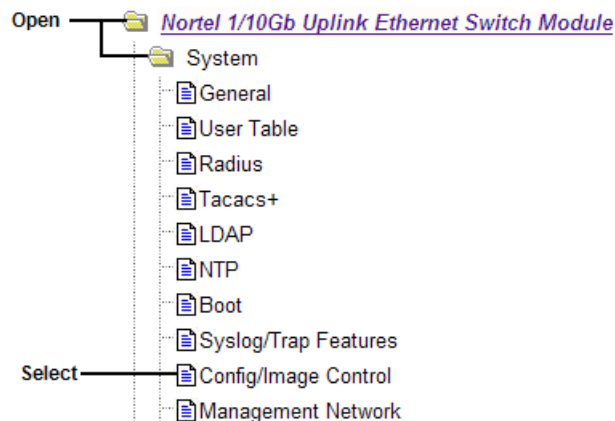 Open Nortel 1/10Gb Uplink Ethernet Switch Module
System
General
User Table
Radius
Tacacs+
LDAP
NTP
Boot
Syslog/Trap Features
Select Config/Image Control
Management Network